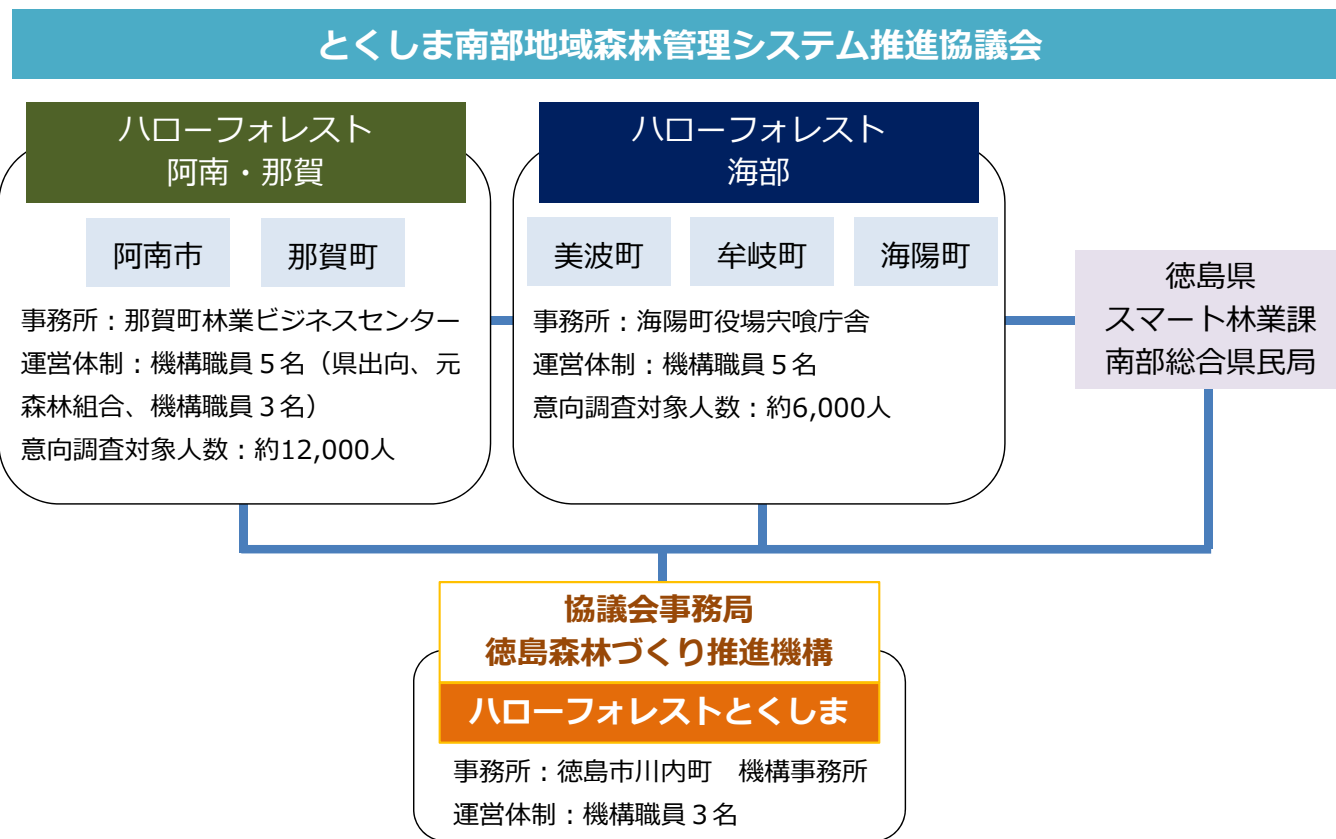 とくしま南部地域森林管理システム推進協議会
ハローフォレスト
阿南・那賀
阿南市
那賀町
事務所：那賀町林業ビジネスセンター
運営体制：機構職員５名（県出向、元
森林組合、機構職員３名）
意向調査対象人数：約12,000人
ハローフォレスト
海部
美波町
牟岐町
海陽町
事務所：海陽町役場宍喰庁舎
運営体制：機構職員５名
意向調査対象人数：約6,000人
徳島県
スマート林業課
南部総合県民局
協議会事務局
徳島森林づくり推進機構
ハローフォレストとくしま
事務所：徳島市川内町　機構事務所
運営体制：機構職員３名